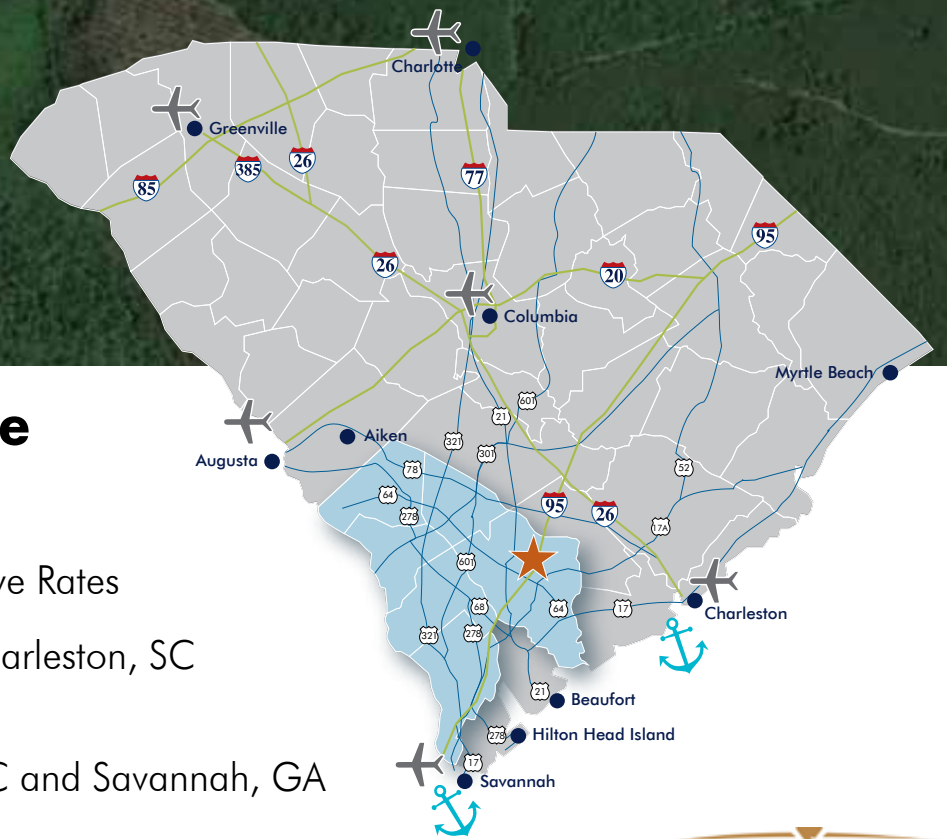 Charlotte
Greenville
85
385
26
77
95
26
20
Columbia
Myrtle Beach
601
21
321
301
Aiken
Augusta
78
52
64
278
95
26
17A
601
68
64
17
Charleston
321
278
21
Beaufort
278
Hilton Head Island
17
Savannah
e
ve Rates
arleston, SC
C and Savannah, GA